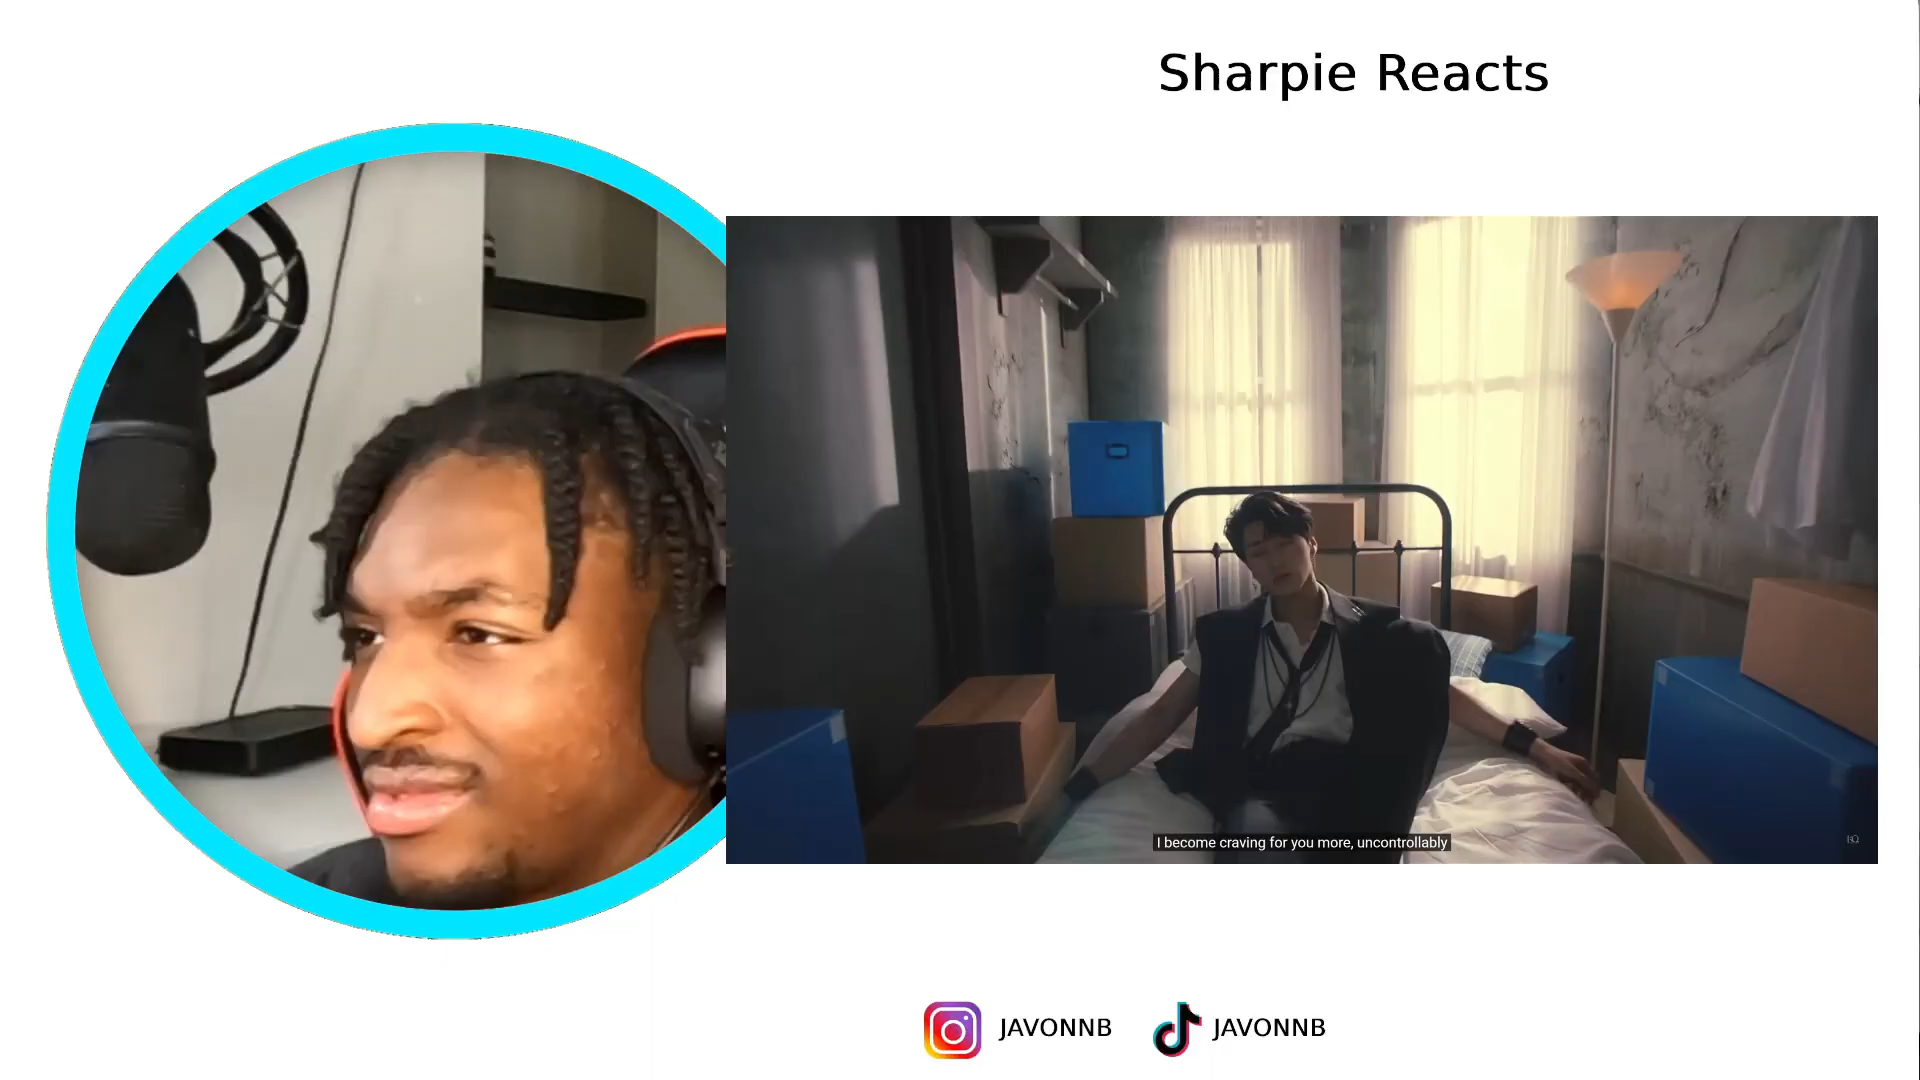 Sharpie Reacts
I become craving for you more, uncontrollably
JAVONNB
JAVONNB